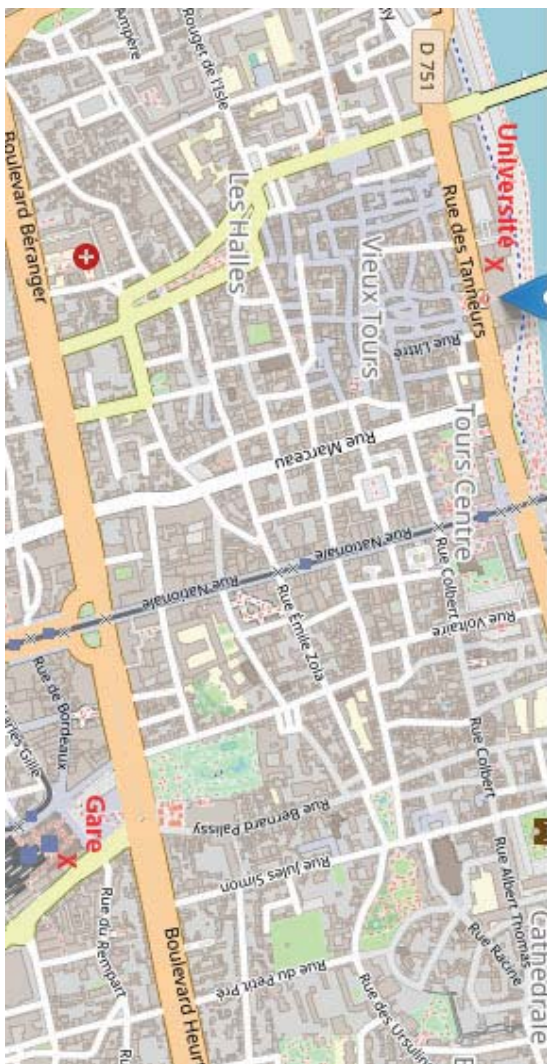 Université X
Cathédrale
D 751
Rue des Tanneurs
Rue Voltaire
Rue Colbert
Rue Albert Thomas
Rue Racine
Tours Centre
Rue Colbert
Rue Littré
Vieux Tours
Rue Nationale
Rue des Ursulin
Rue Marceau
Rue Émile Zola
Rue Bernard Palissy
Rue Jules Simon
Rue du Petit Pré
Les Halles
Rouget de l'Isle
Rue Nationale
Ampère
Boulevard Béranger
Boulevard Heur
Gare
X
Rue du Rempart
Rue de Bordeaux
harles Gille